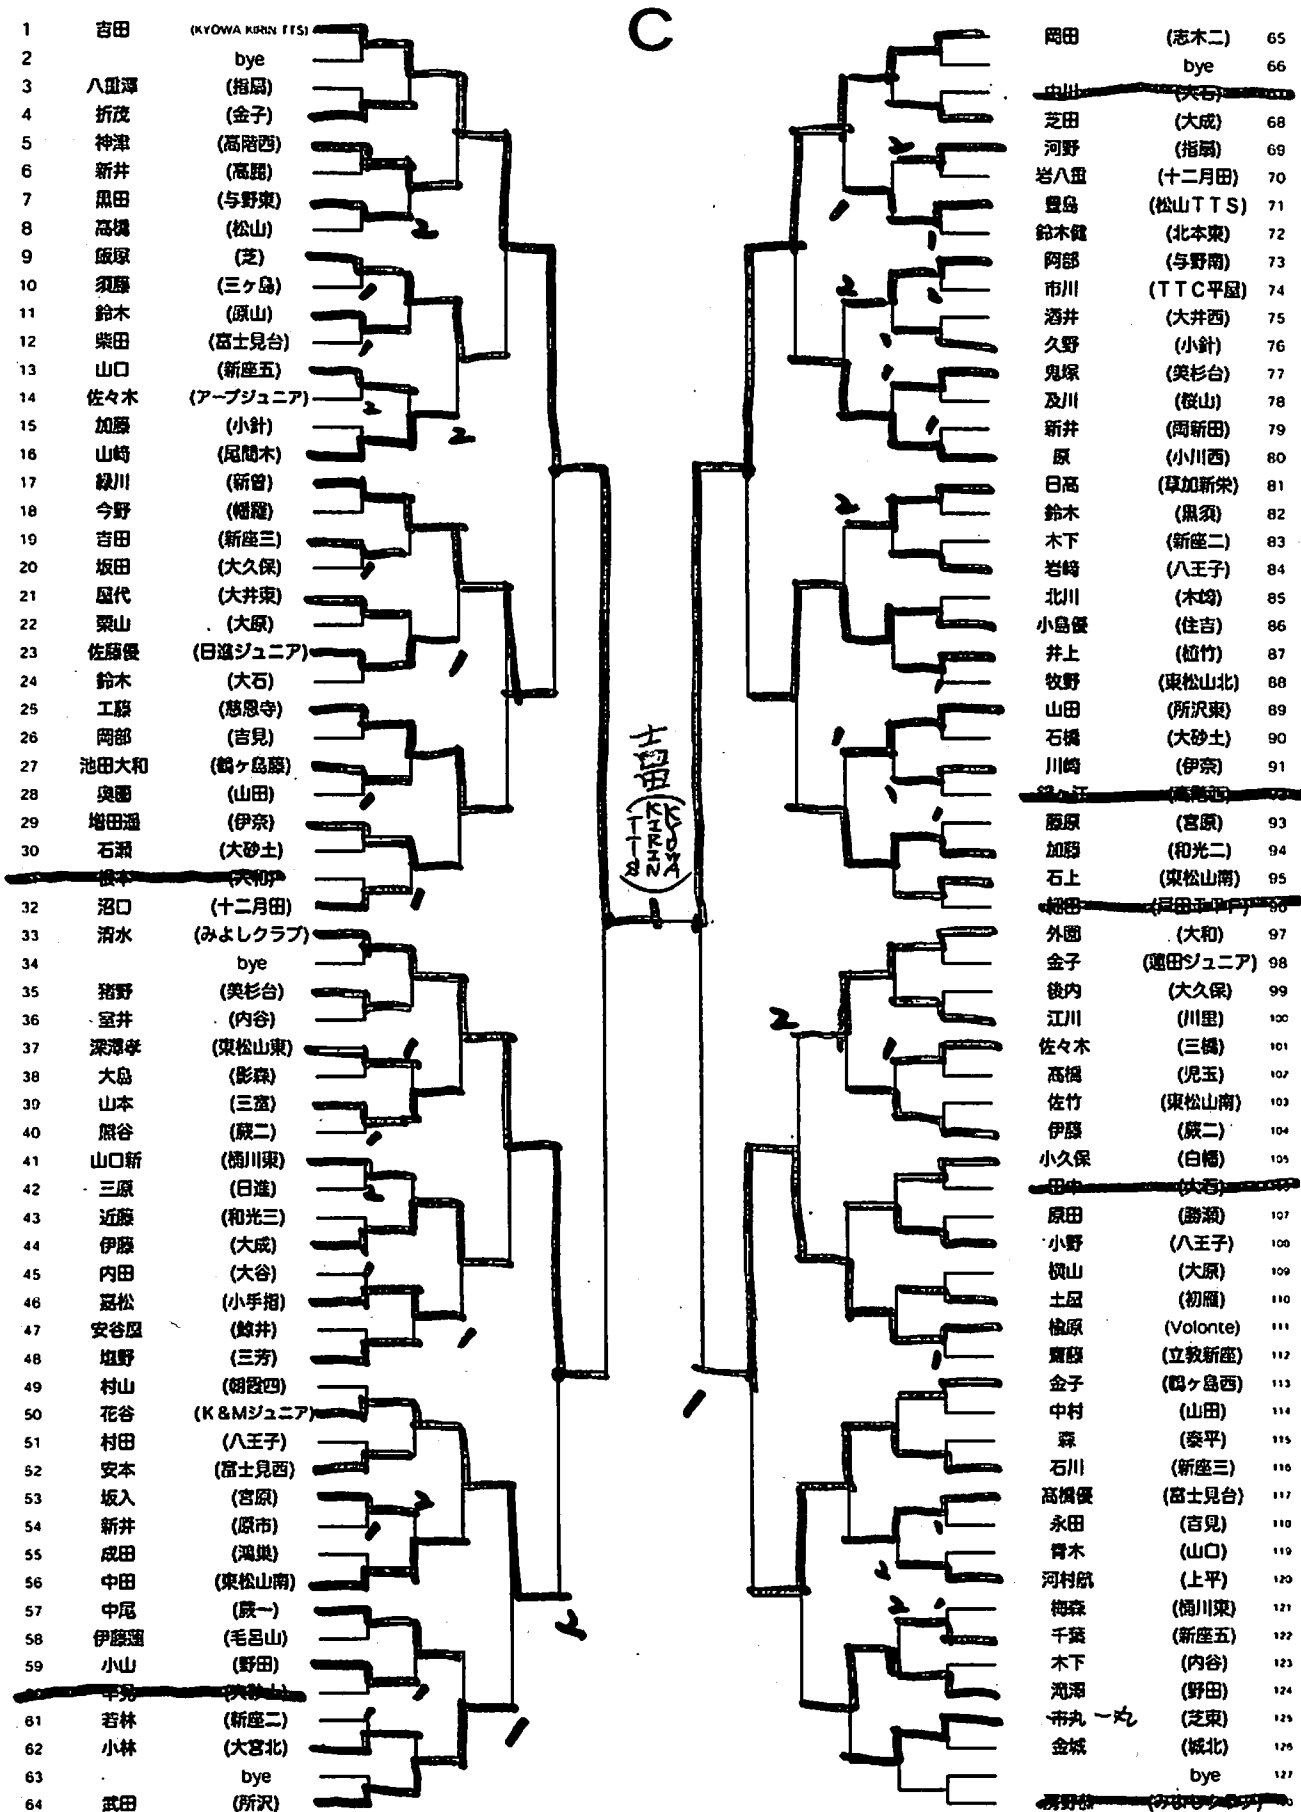 C
1 吉田 (KYOWA KIRIN TTS)
2 bye
3 八重澤 (指扇)
4 折茂 (金子)
5 神津 (高階西)
6 新井 (高麗)
7 黒田 (与野東)
8 高橋 (松山)
9 飯塚 (芝)
10 須藤 (三ヶ島)
11 鈴木 (原山)
12 柴田 (富士見台)
13 山口 (新座五)
14 佐々木 (アープジュニア)
15 加藤 (小針)
16 山崎 (尾間木)
17 緑川 (新曽)
18 今野 (幡羅)
19 吉田 (新座三)
20 坂田 (大久保)
21 屋代 (大井東)
22 栗山 (大原)
23 佐藤優 (日進ジュニア)
24 鈴木 (大石)
25 工藤 (慈恩寺)
26 岡部 (吉見)
27 池田大和 (鶴ヶ島藤)
28 奥園 (山田)
29 増田遥 (伊奈)
30 石瀬 (大砂土)
根本 (大和)
32 沼口 (十二月田)
33 清水 (みよしクラブ)
34 bye
35 猪野 (美杉台)
36 室井 (内谷)
37 深澤孝 (東松山東)
38 大島 (影森)
39 山本 (三室)
40 熊谷 (蕨二)
41 山口新 (桶川東)
42 三原 (日進)
43 近藤 (和光三)
44 伊藤 (大成)
45 内田 (大谷)
46 嘉松 (小手指)
47 安谷屋 (鯨井)
48 塩野 (三芳)
49 村山 (朝霞四)
50 花谷 (K&Mジュニア)
51 村田 (八王子)
52 安本 (富士見西)
53 坂入 (宮原)
54 新井 (原市)
55 成田 (鴻巣)
56 中田 (東松山南)
57 中尾 (蕨一)
58 伊藤蓮 (毛呂山)
59 小山 (野田)
61 若林 (新座二)
62 小林 (大宮北)
63 bye
64 武田 (所沢)
吉田
(KYOWA
KIRIN
TTS)
岡田 (志木二) 65
bye 66
中川 (大石)
芝田 (大成) 68
河野 (指扇) 69
岩八重 (十二月田) 70
豊島 (松山TTS) 71
鈴木健 (北本東) 72
阿部 (与野南) 73
市川 (TTC平屋) 74
酒井 (大井西) 75
久野 (小針) 76
鬼塚 (美杉台) 77
及川 (桜山) 78
新井 (両新田) 79
原 (小川西) 80
日高 (草加新栄) 81
鈴木 (黒須) 82
木下 (新座二) 83
岩崎 (八王子) 84
北川 (木崎) 85
小島優 (住吉) 86
井上 (植竹) 87
牧野 (東松山北) 88
山田 (所沢東) 89
石橋 (大砂土) 90
川崎 (伊奈) 91
(高階西)
藤原 (宮原) 93
加藤 (和光二) 94
石上 (東松山南) 95
細田
外園 (大和) 97
金子 (蓮田ジュニア) 98
後内 (大久保) 99
江川 (川里) 100
佐々木 (三橋) 101
高橋 (児玉) 102
佐竹 (東松山南) 103
伊藤 (蕨二) 104
小久保 (白幡) 105
田中 (大石)
原田 (勝瀬) 107
小野 (八王子) 108
横山 (大原) 109
土屋 (初雁) 110
楡原 (Volonte) 111
齋藤 (立教新座) 112
金子 (鶴ヶ島西) 113
中村 (山田) 114
森 (泰平) 115
石川 (新座三) 116
高橋優 (富士見台) 117
永田 (吉見) 118
青木 (山口) 119
河村航 (上平) 120
梅森 (桶川東) 121
千葉 (新座五) 122
木下 (内谷) 123
滝澤 (野田) 124
市丸 一丸 (芝東) 125
金城 (城北) 126
bye 127
(みよしクラブ)